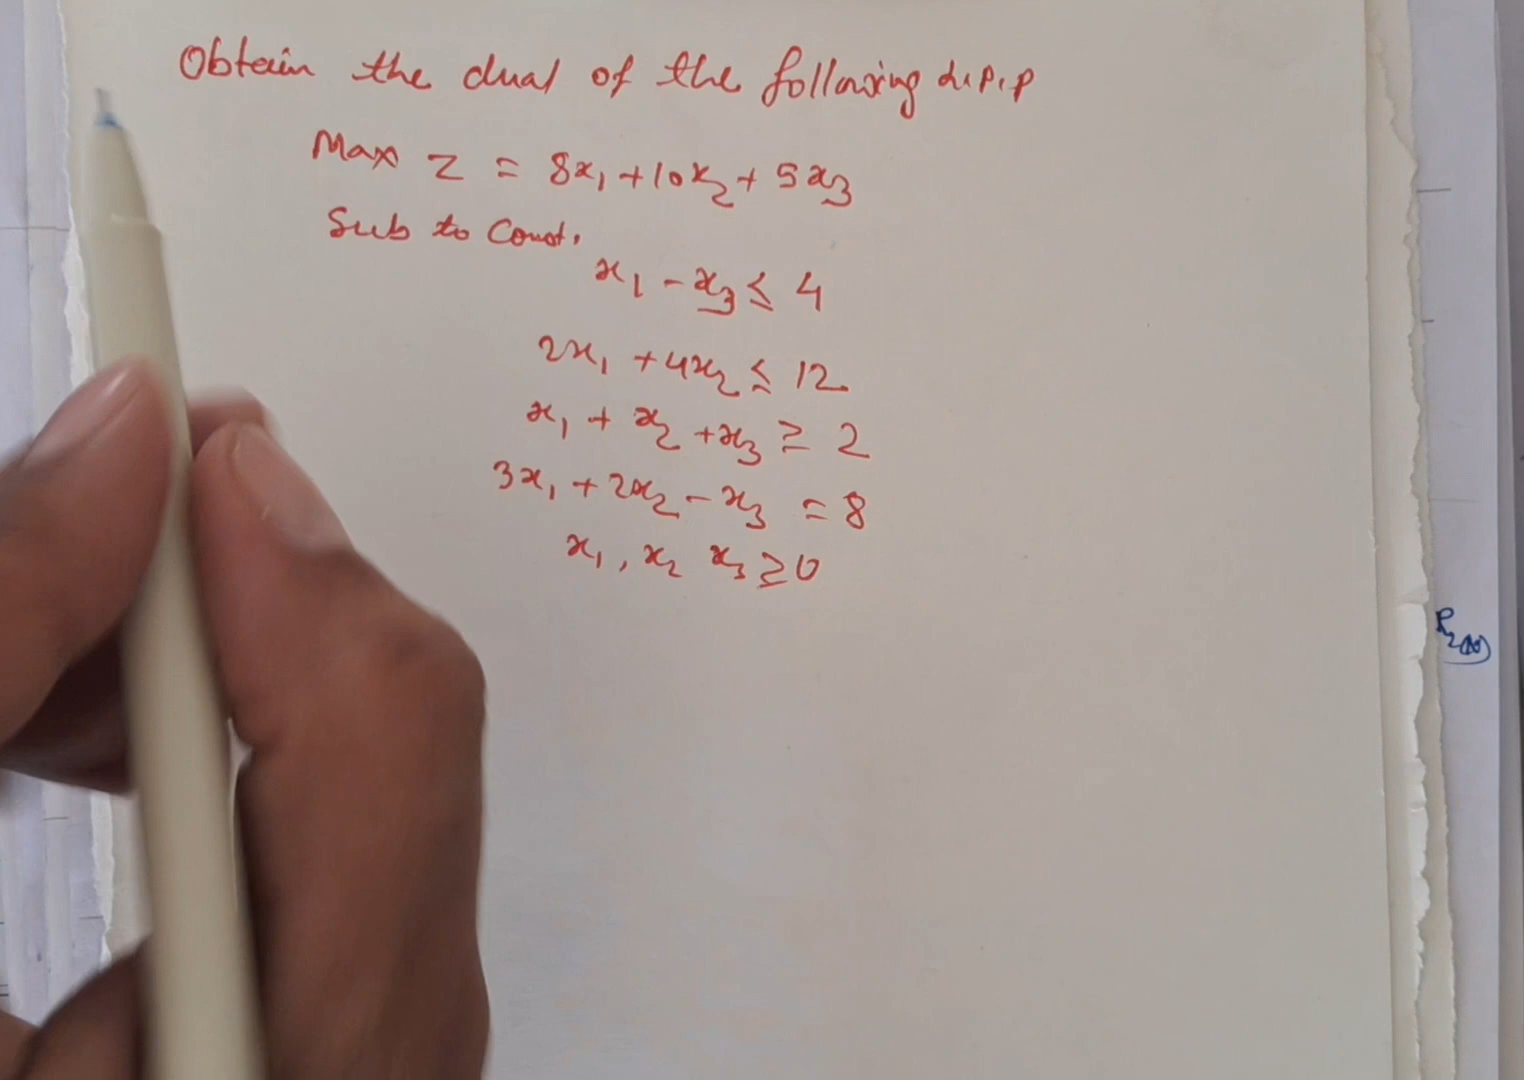 Obtain the dual of the following L.P.P
Max Z = 8x₁ + 10x₂ + 5x₃
Sub to Const.
x₁ - x₃ ≤ 4
2x₁ + 4x₂ ≤ 12
x₁ + x₂ + x₃ ≥ 2
3x₁ + 2x₂ - x₃ = 8
x₁, x₂ x₃ ≥ 0